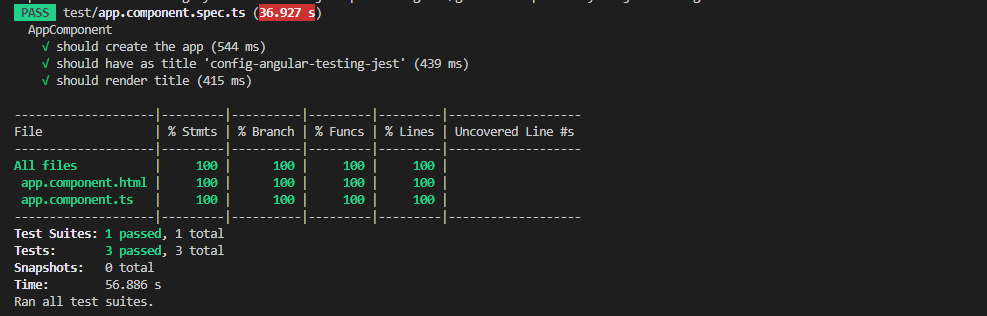 PASS test/app.component.spec.ts (36.927 s)
  AppComponent
    √ should create the app (544 ms)
    √ should have as title 'config-angular-testing-jest' (439 ms)
    √ should render title (415 ms)
--------------------|---------|----------|---------|---------|-------------------
File                | % Stmts | % Branch | % Funcs | % Lines | Uncovered Line #s
--------------------|---------|----------|---------|---------|-------------------
All files           |     100 |      100 |     100 |     100 |
 app.component.html |     100 |      100 |     100 |     100 |
 app.component.ts   |     100 |      100 |     100 |     100 |
--------------------|---------|----------|---------|---------|-------------------
Test Suites: 1 passed, 1 total
Tests:       3 passed, 3 total
Snapshots:   0 total
Time:        56.886 s
Ran all test suites.